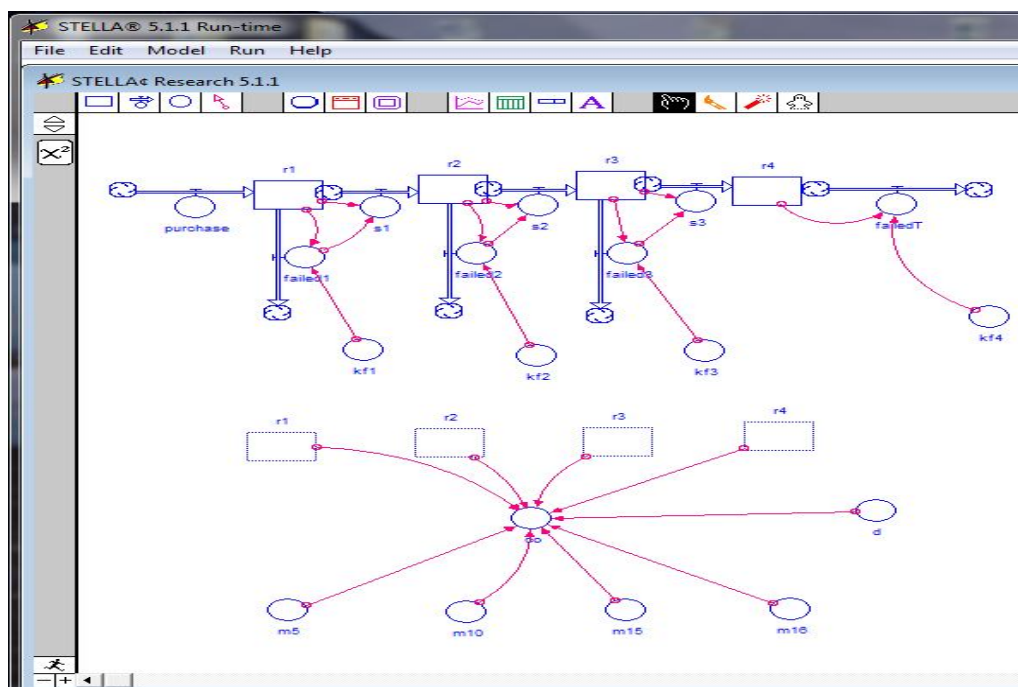 STELLA® 5.1.1 Run-time
File Edit Model Run Help
STELLA¢ Research 5.1.1
A
X²
r1 r2 r3 r4
purchase s1 s2 s3 failedT
failed1 failed2 failed3
kf1 kf2 kf3 kf4
r1 r2 r3 r4
d
m5 m10 m15 m16